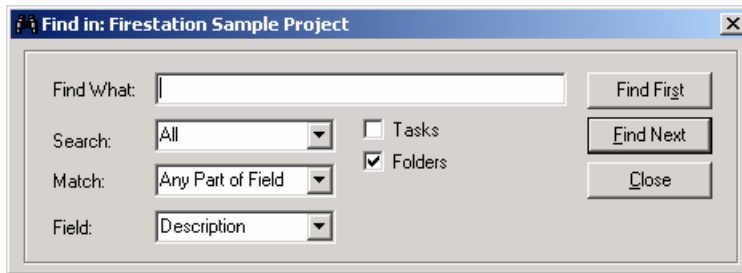 Find in: Firestation Sample Project
Find What:
Find First
Search: All
Tasks
Find Next
Folders
Match: Any Part of Field
Close
Field: Description